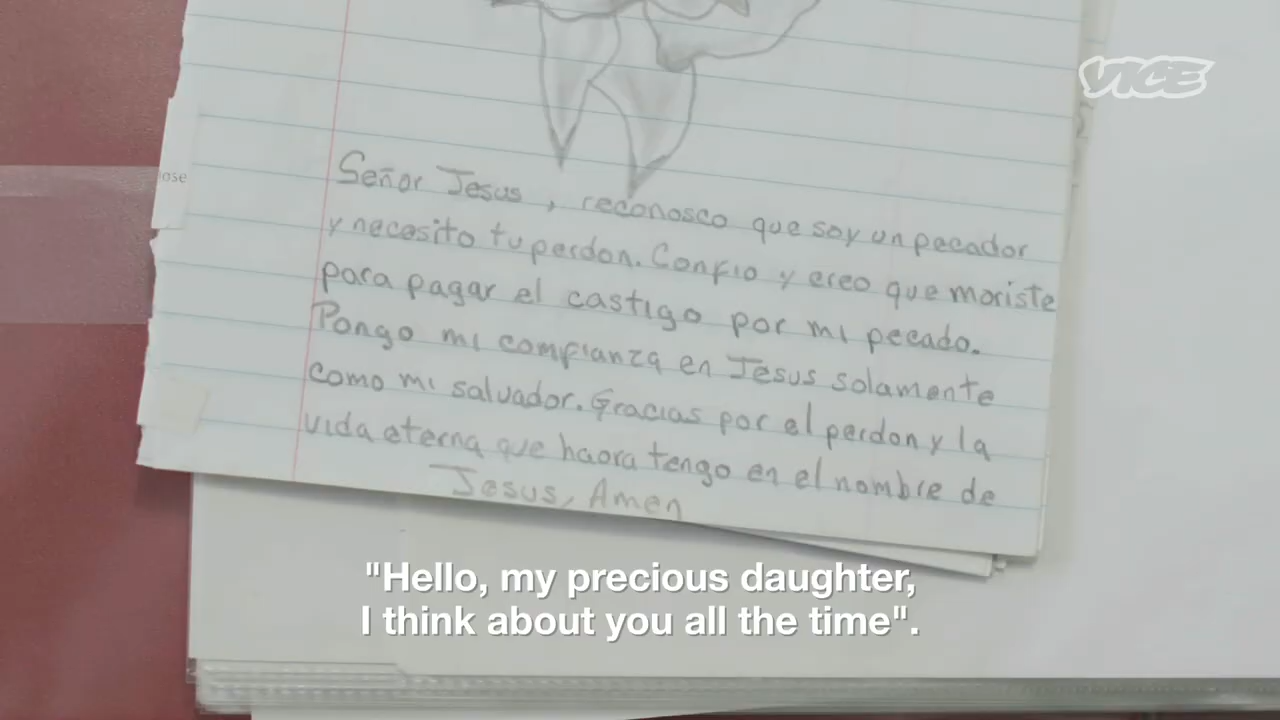 VICE
ose
Señor Jesus, reconosco que soy un pecador
y necesito tu perdon. Confio y creo que moriste
para pagar el castigo por mi pecado.
Pongo mi comfianza en Jesus solamente
como mi salvador. Gracias por el perdon y la
vida eterna que haora tengo en el nombre de
Jesus, Amen
"Hello, my precious daughter,
I think about you all the time".